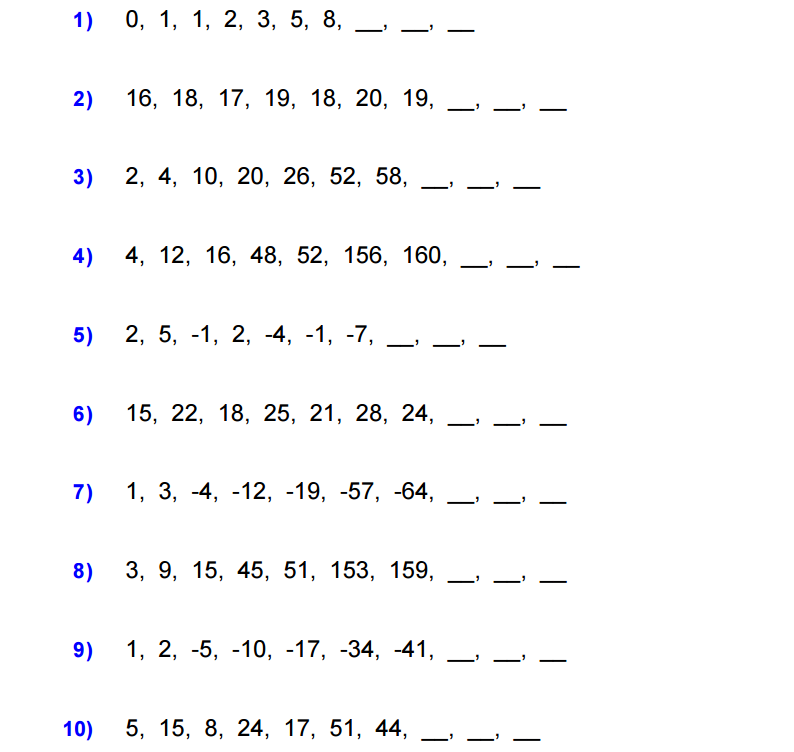 1) 0, 1, 1, 2, 3, 5, 8, __, __, __
2) 16, 18, 17, 19, 18, 20, 19, __, __, __
3) 2, 4, 10, 20, 26, 52, 58, __, __, __
4) 4, 12, 16, 48, 52, 156, 160, __, __, __
5) 2, 5, -1, 2, -4, -1, -7, __, __, __
6) 15, 22, 18, 25, 21, 28, 24, __, __, __
7) 1, 3, -4, -12, -19, -57, -64, __, __, __
8) 3, 9, 15, 45, 51, 153, 159, __, __, __
9) 1, 2, -5, -10, -17, -34, -41, __, __, __
10) 5, 15, 8, 24, 17, 51, 44, __, __, __